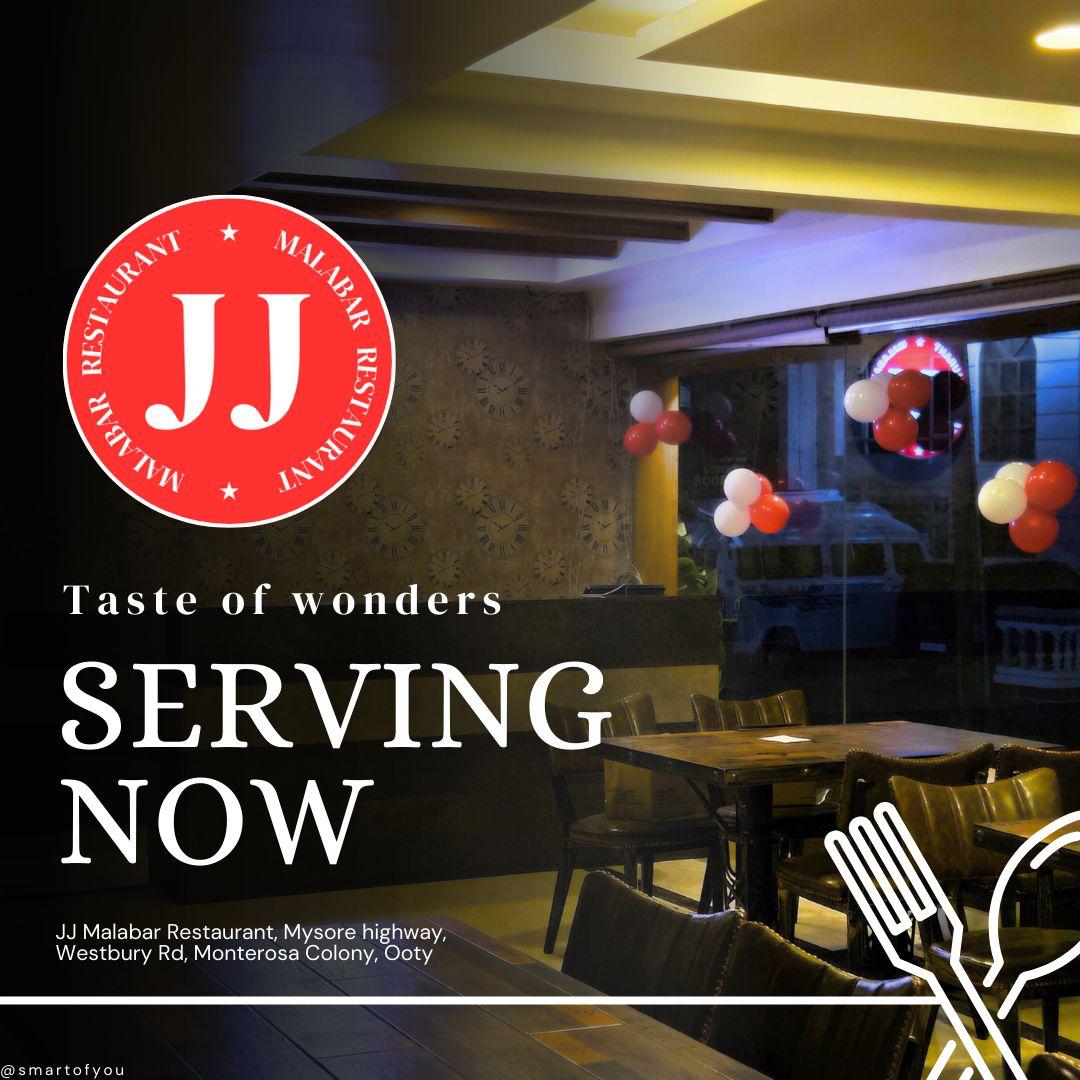 MALABAR RESTAURANT ★ MALABAR RESTAURANT ★
JJ
Taste of wonders
SERVING
NOW
JJ Malabar Restaurant, Mysore highway,
Westbury Rd, Monterosa Colony, Ooty
@smartofyou